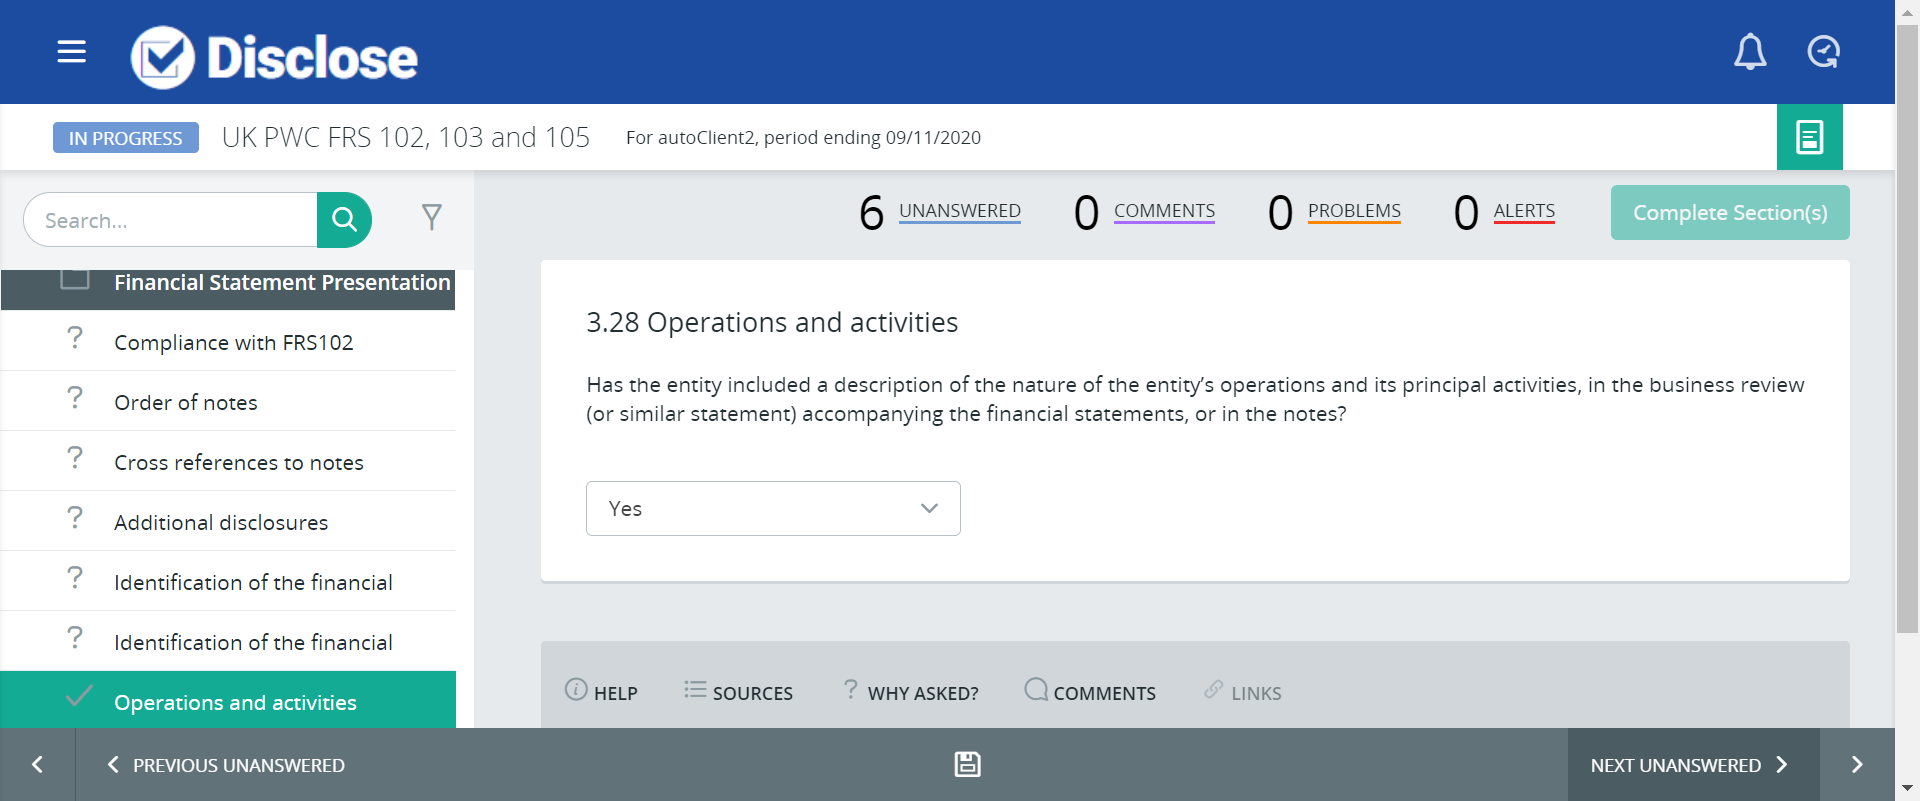 Disclose
IN PROGRESS
UK PWC FRS 102, 103 and 105
For autoClient2, period ending 09/11/2020
Search...
6 UNANSWERED
0 COMMENTS
0 PROBLEMS
0 ALERTS
Complete Section(s)
Financial Statement Presentation
? Compliance with FRS102
? Order of notes
? Cross references to notes
? Additional disclosures
? Identification of the financial
? Identification of the financial
Operations and activities
3.28 Operations and activities
Has the entity included a description of the nature of the entity’s operations and its principal activities, in the business review
(or similar statement) accompanying the financial statements, or in the notes?
Yes
HELP
SOURCES
? WHY ASKED?
COMMENTS
LINKS
PREVIOUS UNANSWERED
NEXT UNANSWERED